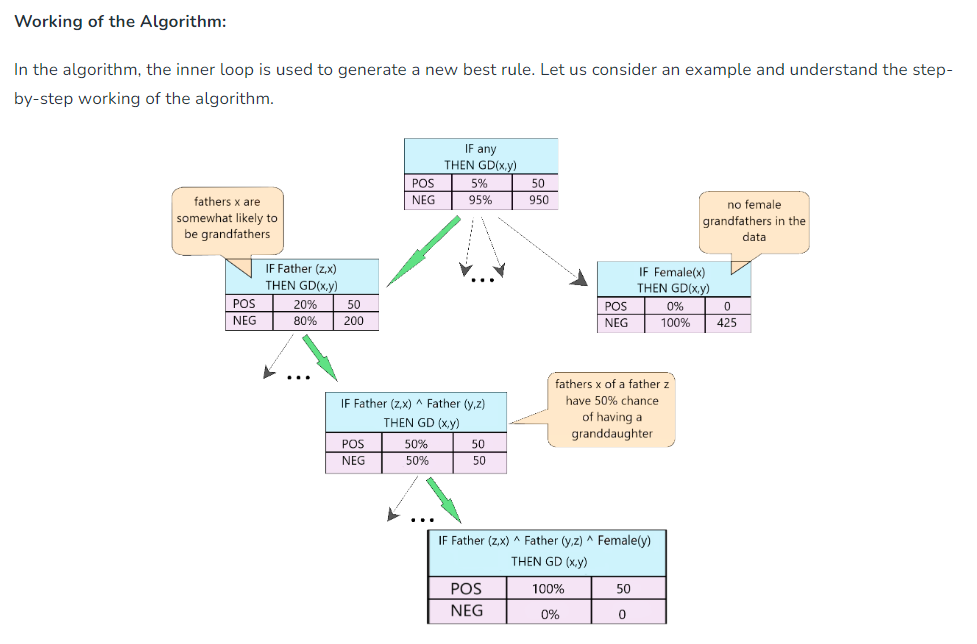 Working of the Algorithm:
In the algorithm, the inner loop is used to generate a new best rule. Let us consider an example and understand the step-
by-step working of the algorithm.
IF any
THEN GD(x,y)
POS 5% 50
NEG 95% 950
fathers x are
somewhat likely to
be grandfathers
no female
grandfathers in the
data
IF Father (z,x)
THEN GD(x,y)
POS 20% 50
NEG 80% 200
...
IF Female(x)
THEN GD(x,y)
POS 0% 0
NEG 100% 425
...
IF Father (z,x) ^ Father (y,z)
THEN GD (x,y)
POS 50% 50
NEG 50% 50
fathers x of a father z
have 50% chance
of having a
granddaughter
...
IF Father (z,x) ^ Father (y,z) ^ Female(y)
THEN GD (x,y)
POS 100% 50
NEG 0% 0